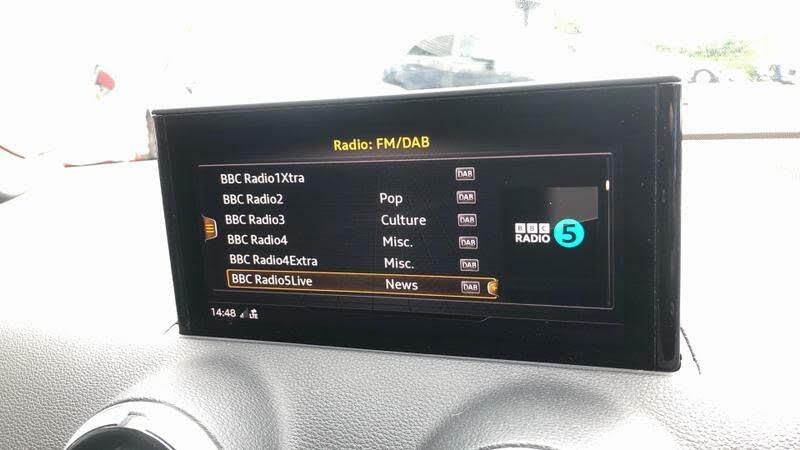 Radio: FM/DAB
BBC Radio1Xtra DAB
BBC Radio2 Pop DAB
BBC Radio3 Culture DAB
BBC Radio4 Misc. DAB
BBC Radio4Extra Misc. DAB
BBC Radio5Live News DAB
BBC
RADIO 5
14:48 LTE